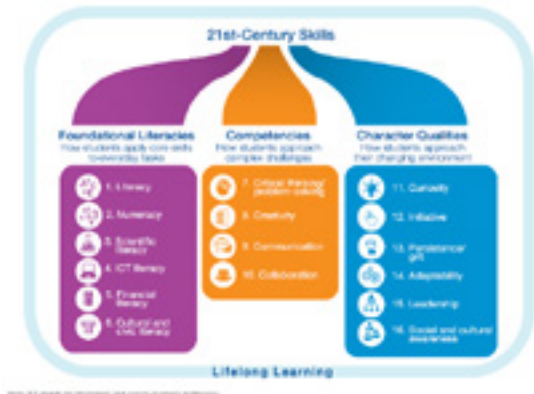 21st-Century Skills
Foundational Literacies
How students apply core skills
to everyday tasks
Competencies
How students approach
complex challenges
Character Qualities
How students approach
their changing environment
1. Literacy
2. Numeracy
3. Scientific
literacy
4. ICT literacy
5. Financial
literacy
6. Cultural and
civic literacy
7. Critical thinking/
problem-solving
8. Creativity
9. Communication
10. Collaboration
11. Curiosity
12. Initiative
13. Persistence/
grit
14. Adaptability
15. Leadership
16. Social and cultural
awareness
Lifelong Learning